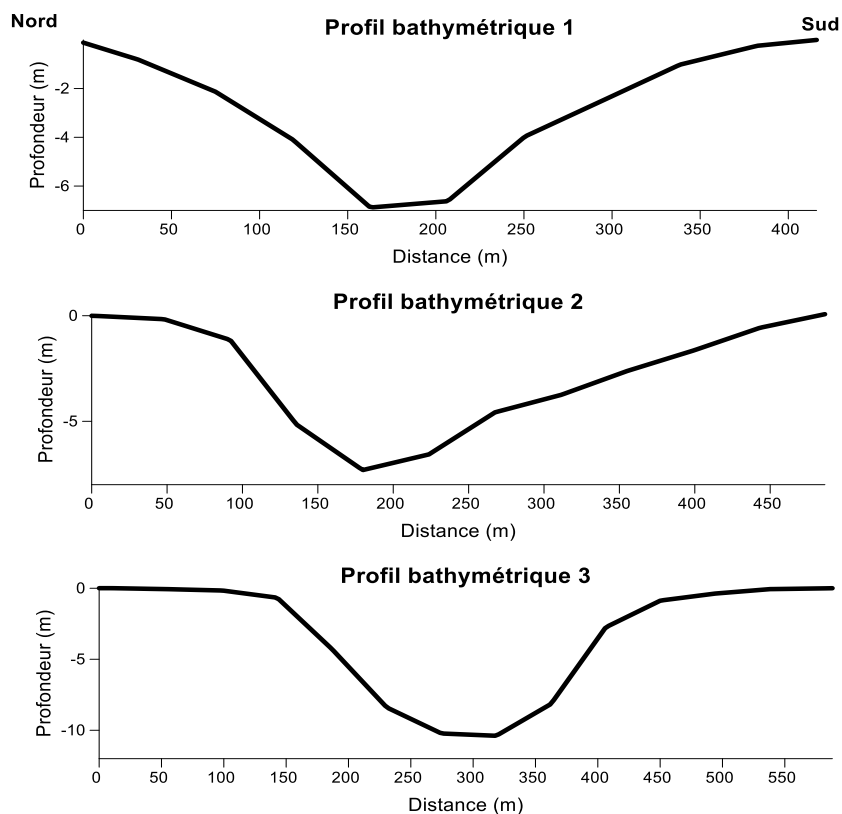 Nord
Profil bathymétrique 1
Sud
Profondeur (m)
-2
-4
-6
0 50 100 150 200 250 300 350 400
Distance (m)
Profil bathymétrique 2
Profondeur (m)
0
-5
0 50 100 150 200 250 300 350 400 450
Distance (m)
Profil bathymétrique 3
Profondeur (m)
0
-5
-10
0 50 100 150 200 250 300 350 400 450 500 550
Distance (m)